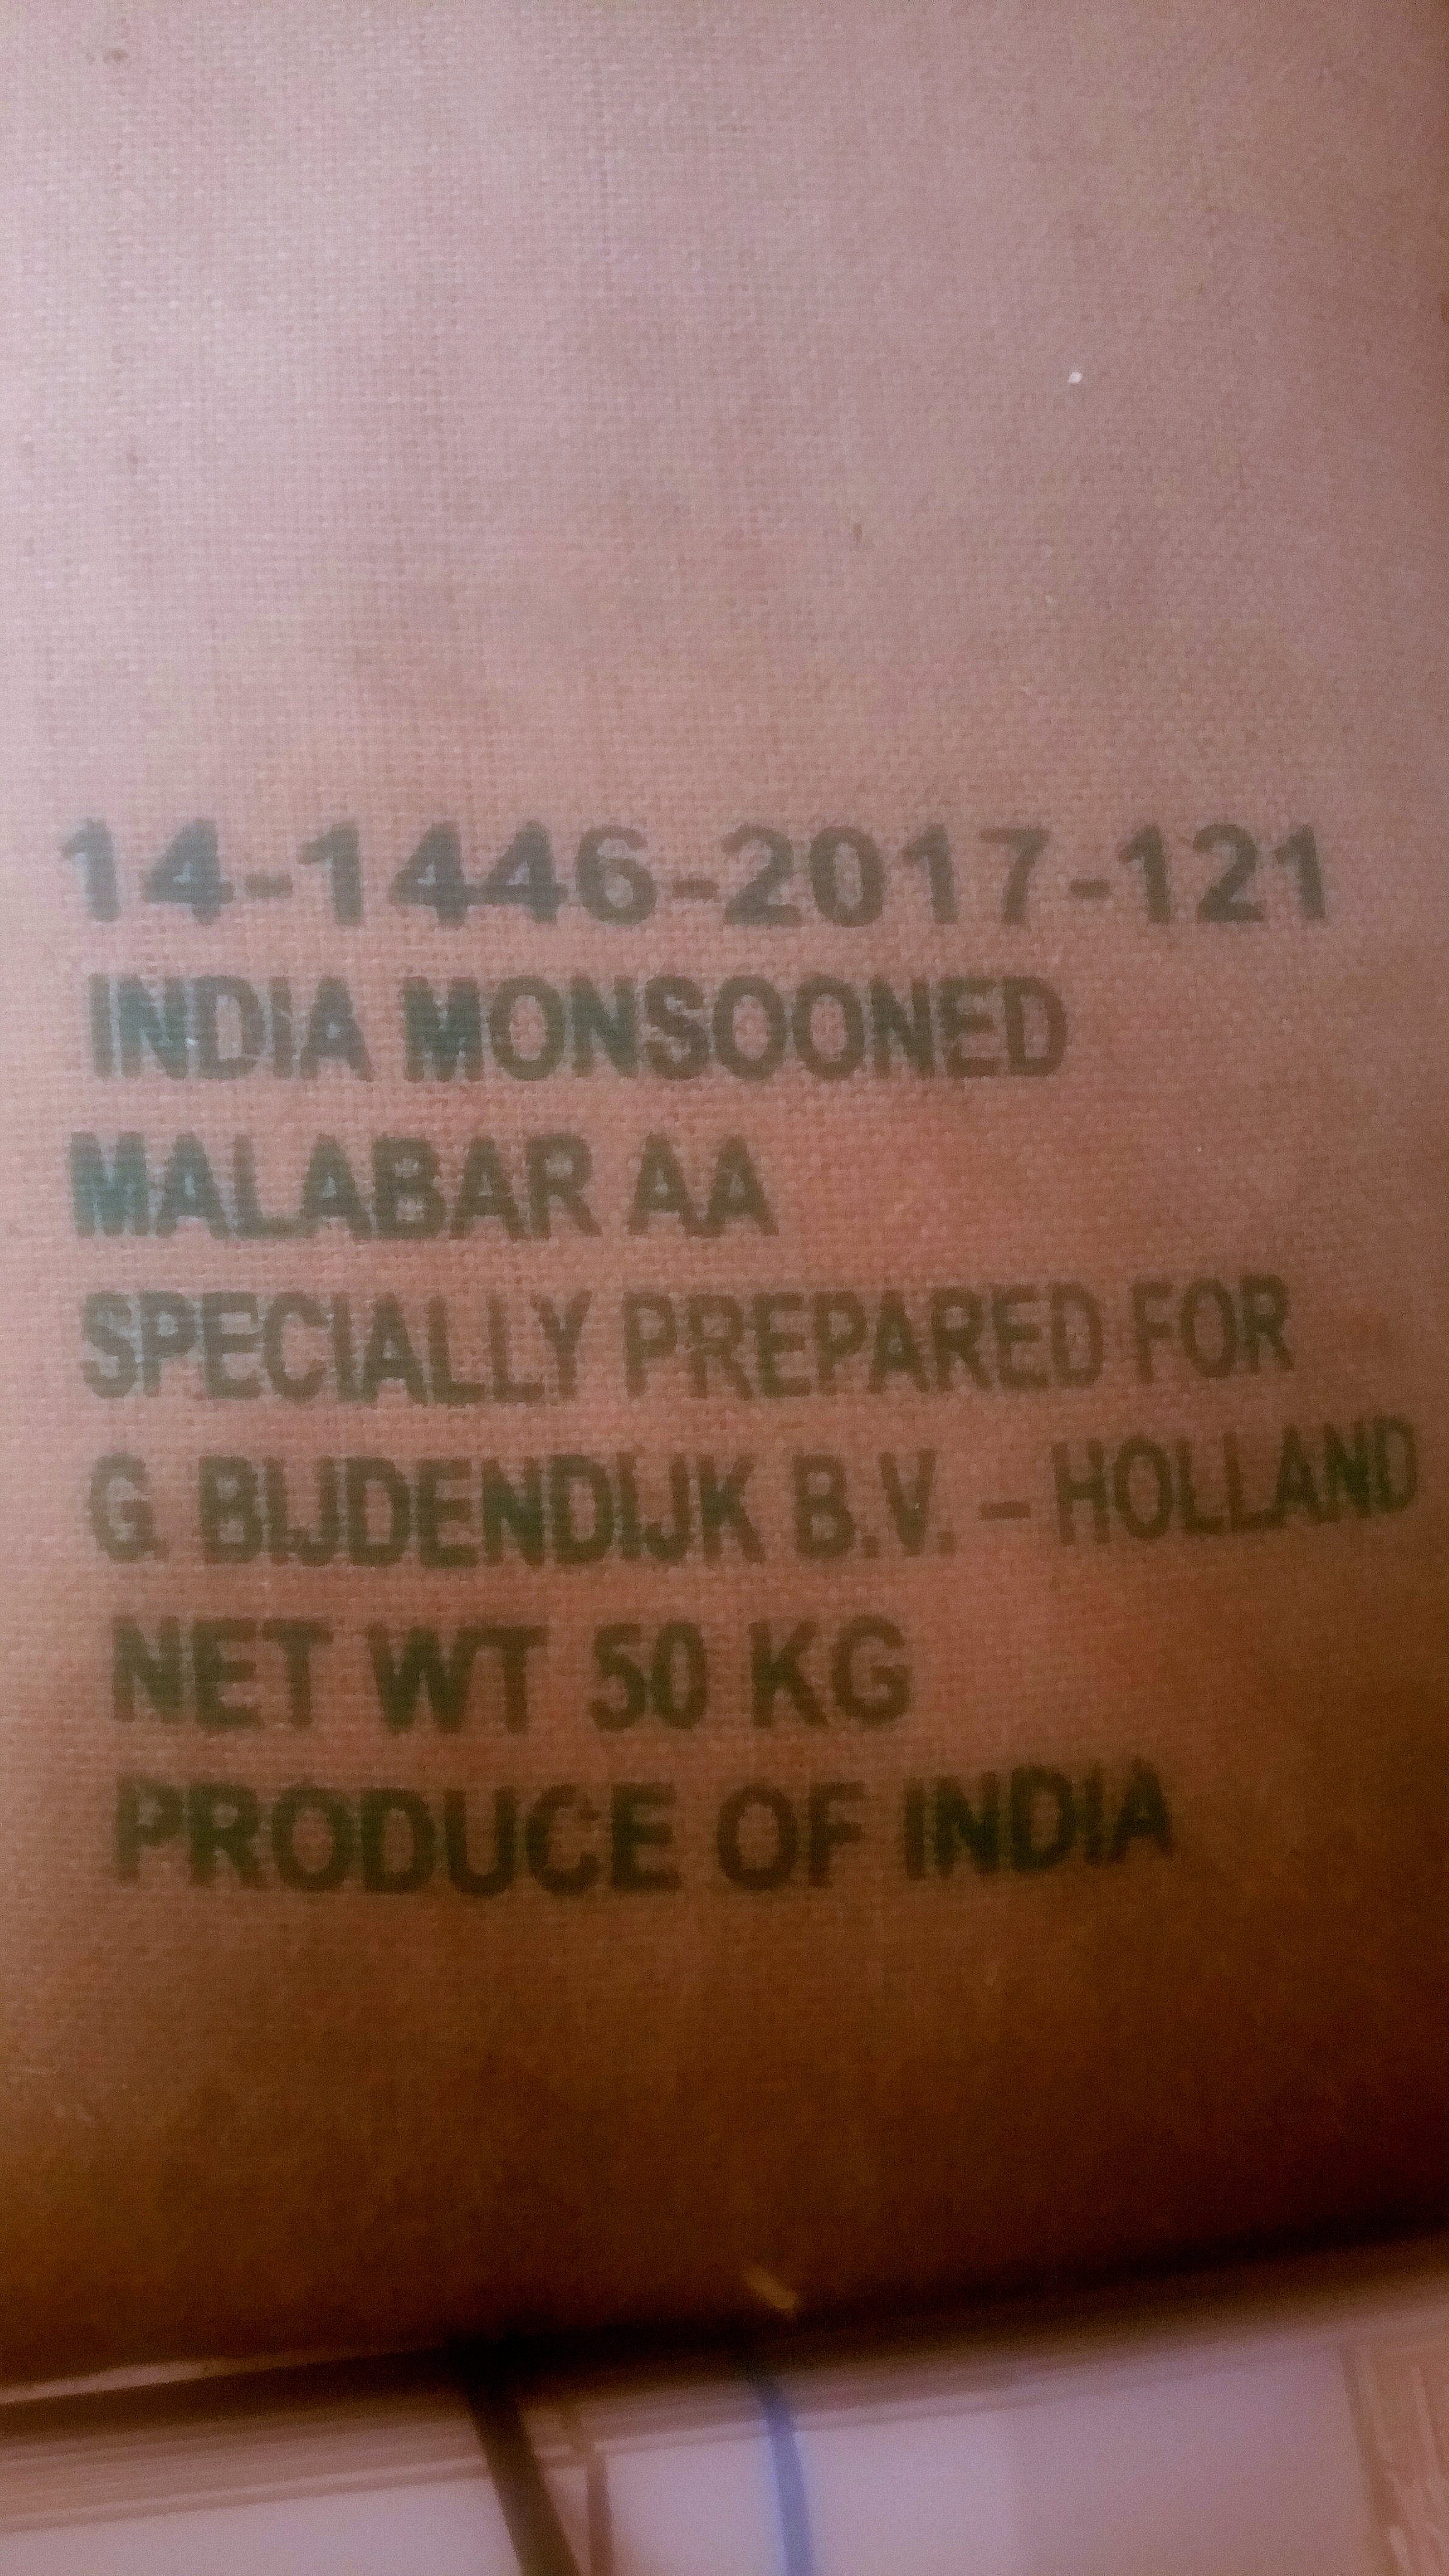 14-1446-2017-121
INDIA MONSOONED
MALABAR AA
SPECIALLY PREPARED FOR
G. BIJDENDIJK B.V. – HOLLAND
NET WT 50 KG
PRODUCE OF INDIA